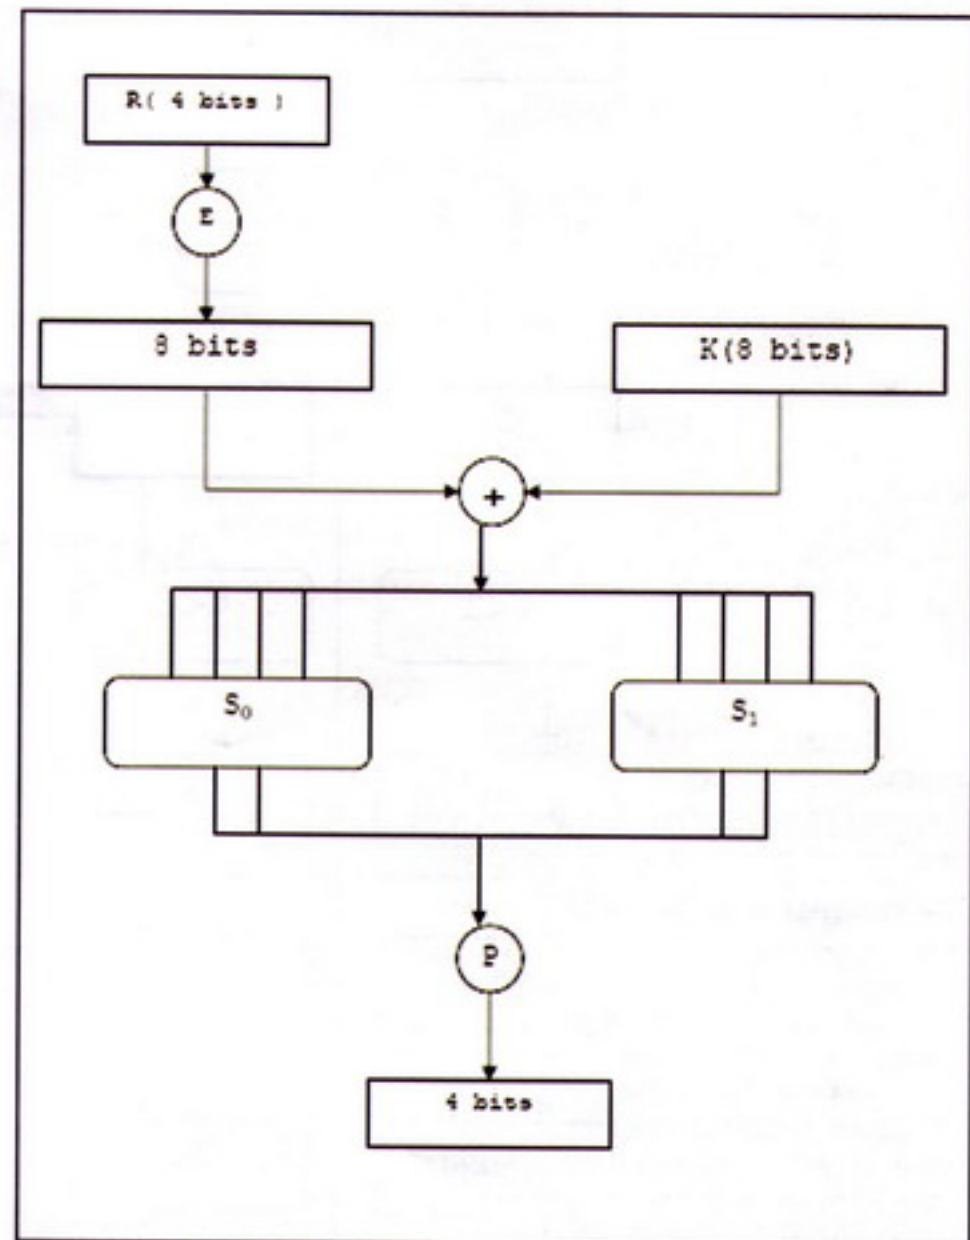 R( 4 bits )
E
8 bits
K(8 bits)
+
S₀
S₁
P
4 bits